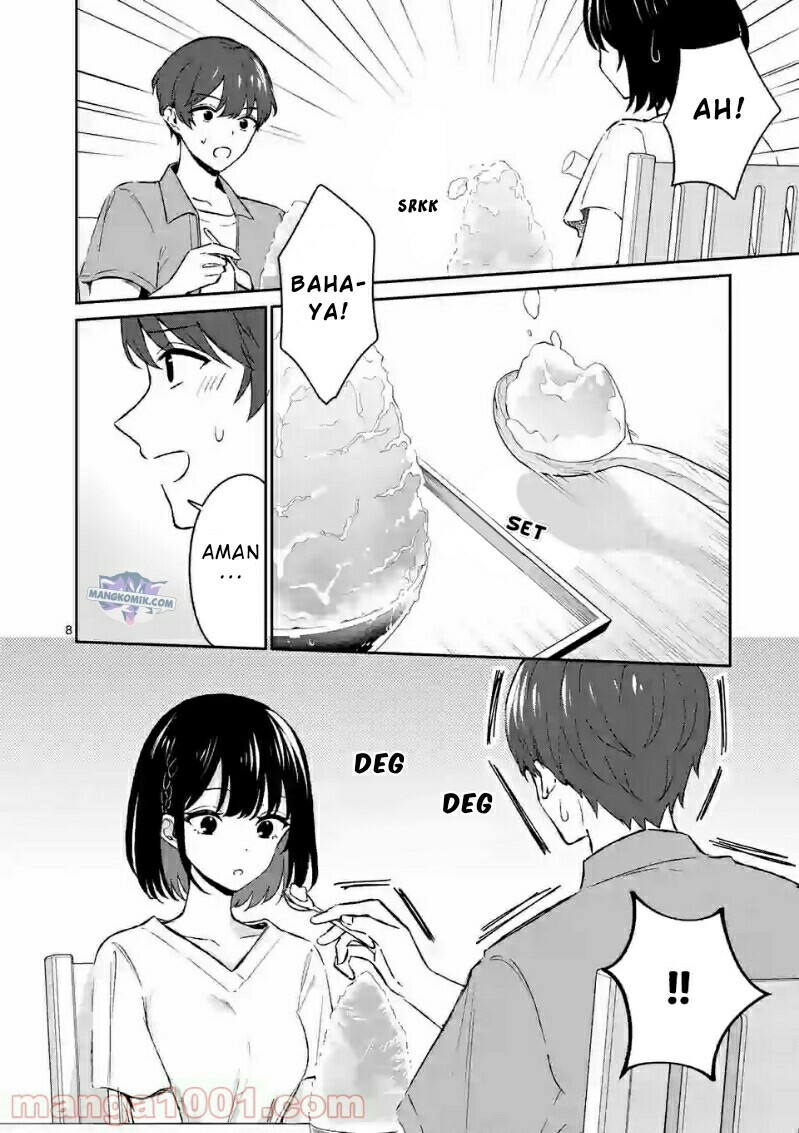 AH!
SRKK
BAHA-
YA!
SET
AMAN
...
MANGKOMIK.COM
8
DEG
DEG
!!
manga1001.com